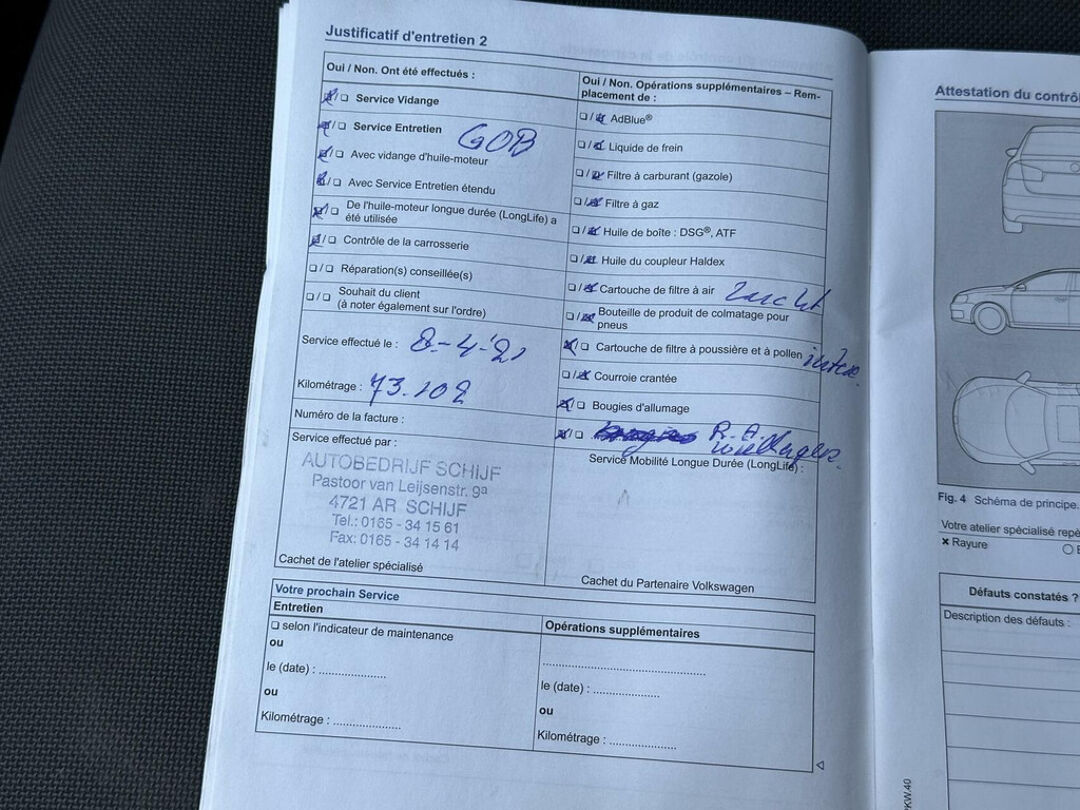 Justificatif d'entretien 2
Oui / Non. Ont été effectués :
☒/☐ Service Vidange
☒/☐ Service Entretien GOB
☒/☐ Avec vidange d'huile-moteur
☒/☐ Avec Service Entretien étendu
☒/☐ De l'huile-moteur longue durée (LongLife) a
été utilisée
☒/☐ Contrôle de la carrosserie
☐/☐ Réparation(s) conseillée(s)
☐/☐ Souhait du client
(à noter également sur l'ordre)
Service effectué le : 8-4-'21
Kilométrage : 73.102
Numéro de la facture :
Service effectué par :
AUTOBEDRIJF SCHIJF
Pastoor van Leijsenstr. 9a
4721 AR SCHIJF
Tel.: 0165 - 34 15 61
Fax: 0165 - 34 14 14
Cachet de l'atelier spécialisé
Oui / Non. Opérations supplémentaires – Rem-
placement de :
☐/☒ AdBlue®
☐/☒ Liquide de frein
☐/☒ Filtre à carburant (gazole)
☐/☒ Filtre à gaz
☐/☒ Huile de boîte : DSG®, ATF
☐/☒ Huile du coupleur Haldex
☐/☒ Cartouche de filtre à air Lucht
☐/☒ Bouteille de produit de colmatage pour
pneus
☒/☐ Cartouche de filtre à poussière et à pollen
☐/☒ Courroie crantée
☒/☐ Bougies d'allumage
☒/☐ R.A.
wiellagers
Service Mobilité Longue Durée (LongLife) :
Cachet du Partenaire Volkswagen
Votre prochain Service
Entretien
☐ selon l'indicateur de maintenance
ou
le (date) : .....................
ou
Kilométrage : .....................
Opérations supplémentaires
..................................................
le (date) : .....................
ou
Kilométrage : .....................
Attestation du contrôl
Fig. 4 Schéma de principe.
Votre atelier spécialisé repè
× Rayure
Défauts constatés ?
Description des défauts :